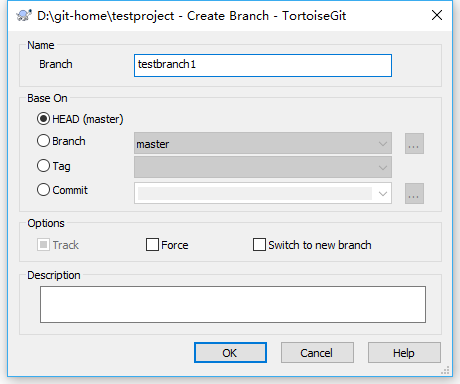 D:\git-home\testproject - Create Branch - TortoiseGit
Name
Branch testbranch1
Base On
HEAD (master)
Branch master ...
Tag
Commit ...
Options
Track Force Switch to new branch
Description
OK Cancel Help